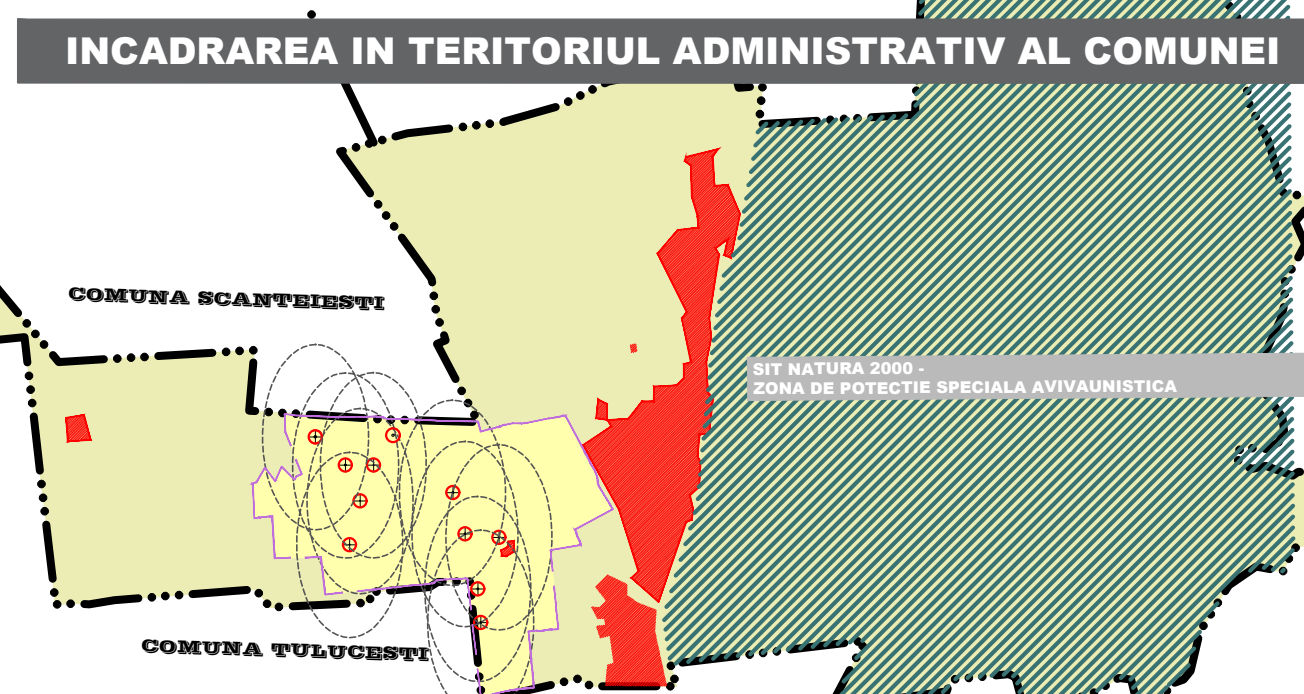 INCADRAREA IN TERITORIUL ADMINISTRATIV AL COMUNEI
COMUNA SCANTEIESTI
SIT NATURA 2000 -
ZONA DE POTECTIE SPECIALA AVIVAUNISTICA
COMUNA TULUCESTI